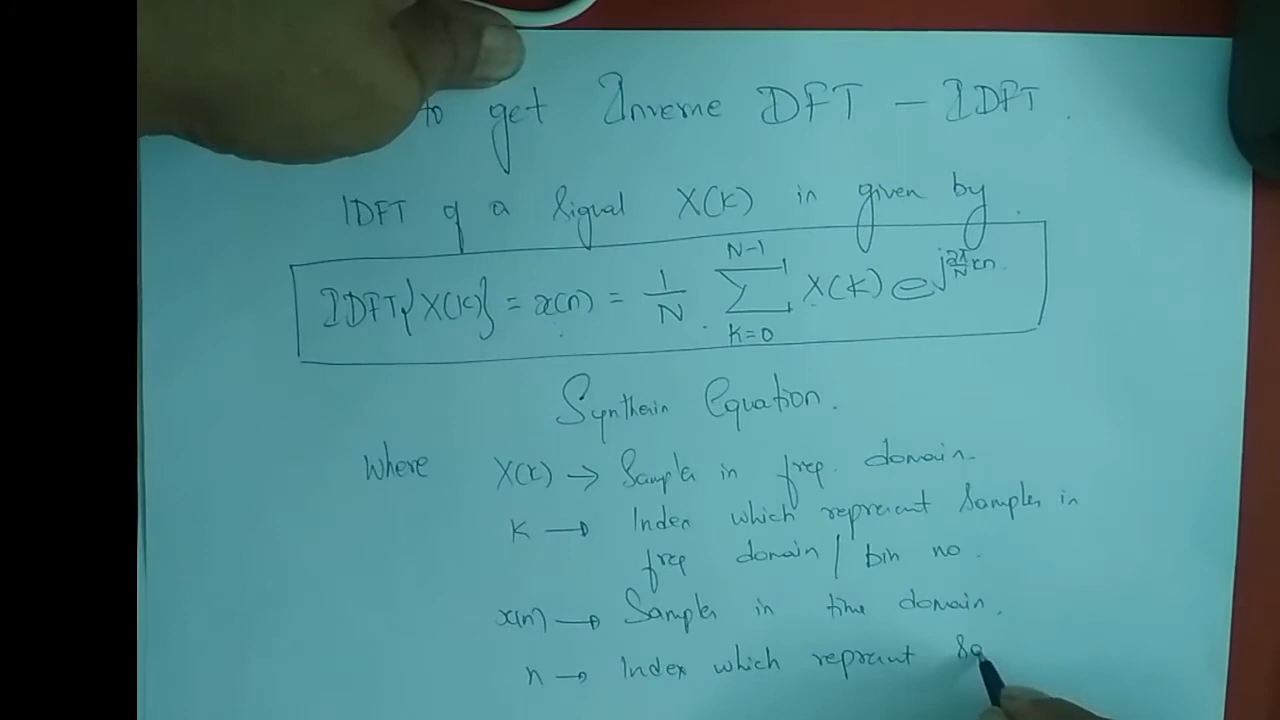 to get Inverse DFT – IDFT.
IDFT of a signal X(K) is given by.
IDFT{X(K)} = x(n) = 1/N . ∑_{K=0}^{N-1} X(K) e^{j 2π/N kn}
Synthesis Equation.
Where X(K) → Samples in freq. domain.
K → Index which represent Samples in
freq domain / bin no.
x(n) → Samples in time domain.
n → Index which represent Sa